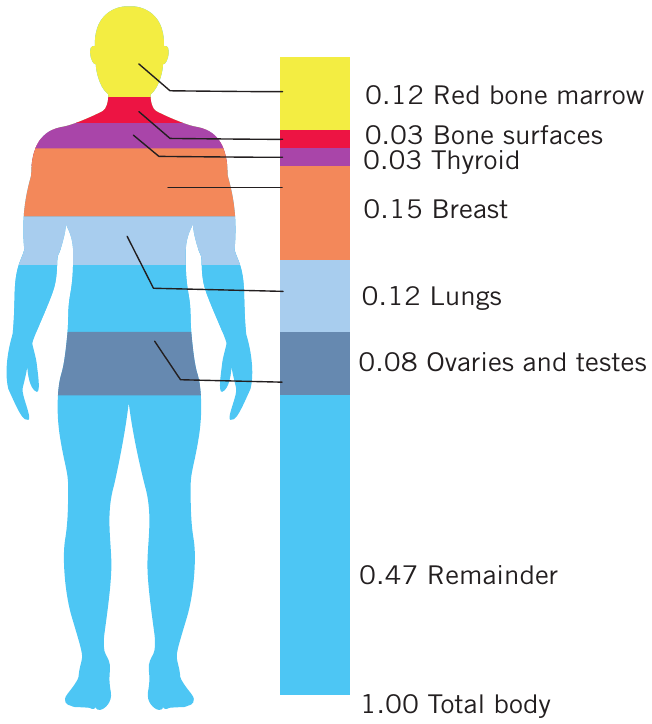 0.12 Red bone marrow
0.03 Bone surfaces
0.03 Thyroid
0.15 Breast
0.12 Lungs
0.08 Ovaries and testes
0.47 Remainder
1.00 Total body